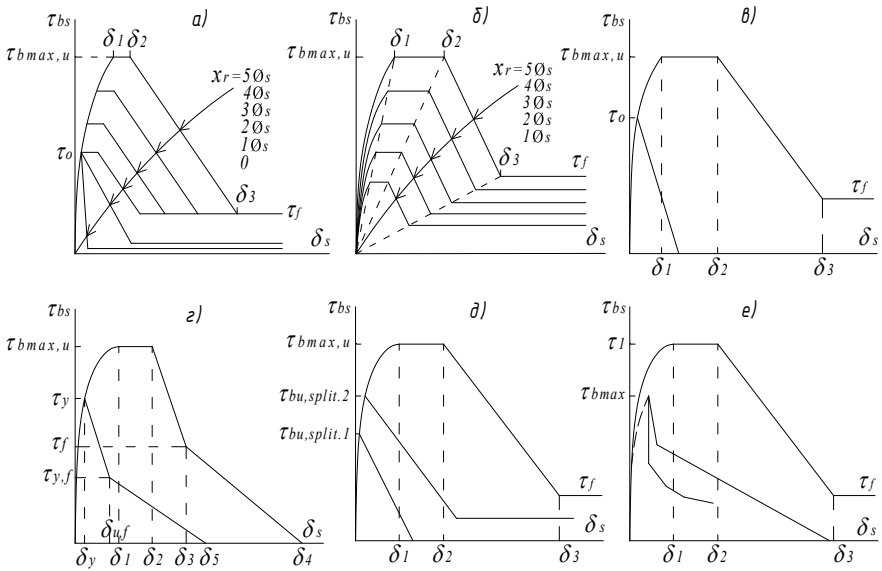 τbs
а)
δ1 δ2
τbmax,u
xr=5Øs
4Øs
3Øs
2Øs
1Øs
0
τo
δ3
τf
δs
τbs
б)
δ1
δ2
τbmax,u
xr=5Øs
4Øs
3Øs
2Øs
1Øs
δ3
τf
δs
τbs
в)
τbmax,u
τo
τf
δs
δ1
δ2
δ3
τbs
г)
τbmax,u
τy
τf
τy,f
δs
δu,f
δy
δ1
δ2
δ3
δ5
δ4
τbs
д)
τbmax,u
τbu,split.2
τbu,split.1
τf
δs
δ1
δ2
δ3
τbs
е)
τ1
τbmax
τf
δs
δ1
δ2
δ3